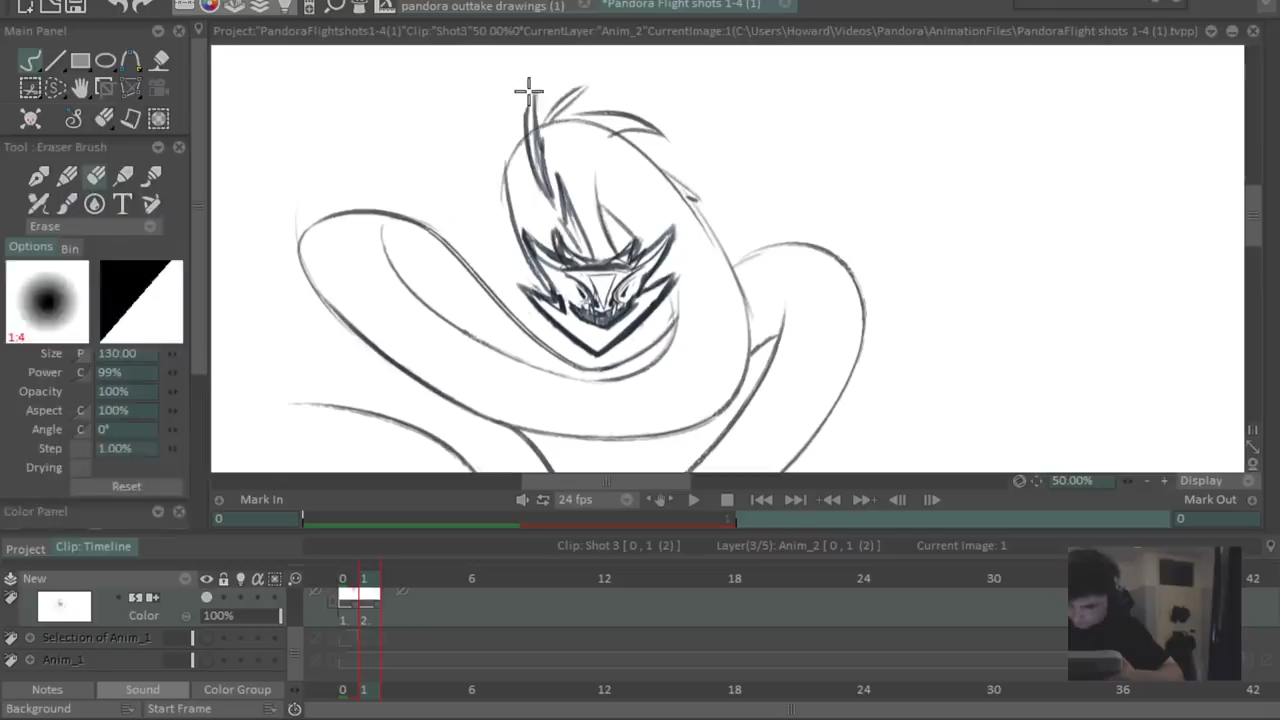 pandora outtake drawings (1)
*Pandora Flight shots 1-4 (1)
Main Panel
Project:"PandoraFlightshots1-4(1)"Clip:"Shot3"50.00%0°CurrentLayer:"Anim_2"CurrentImage:1(C:\Users\Howard\Videos\Pandora\AnimationFiles\PandoraFlight shots 1-4 (1).tvpp)
Tool : Eraser Brush
T
Erase
Options
Bin
1:4
Size P 130.00
Power C 99%
Opacity 100%
Aspect C 100%
Angle C 0°
Step 1.00%
Drying
Reset
Color Panel
50.00% - + Display
Mark In
24 fps
Mark Out
0
1
0
Project
Clip: Timeline
Clip: Shot 3 [ 0 , 1 (2) ]
Layer(3/5): Anim_2 [ 0 , 1 (2) ]
Current Image: 1
New
0 1 6 12 18 24 30 42
Color 100%
1. 2.
Selection of Anim_1
Anim_1
Notes
Sound
Color Group
0 1 6 12 18 24 30 36 42
Background
Start Frame